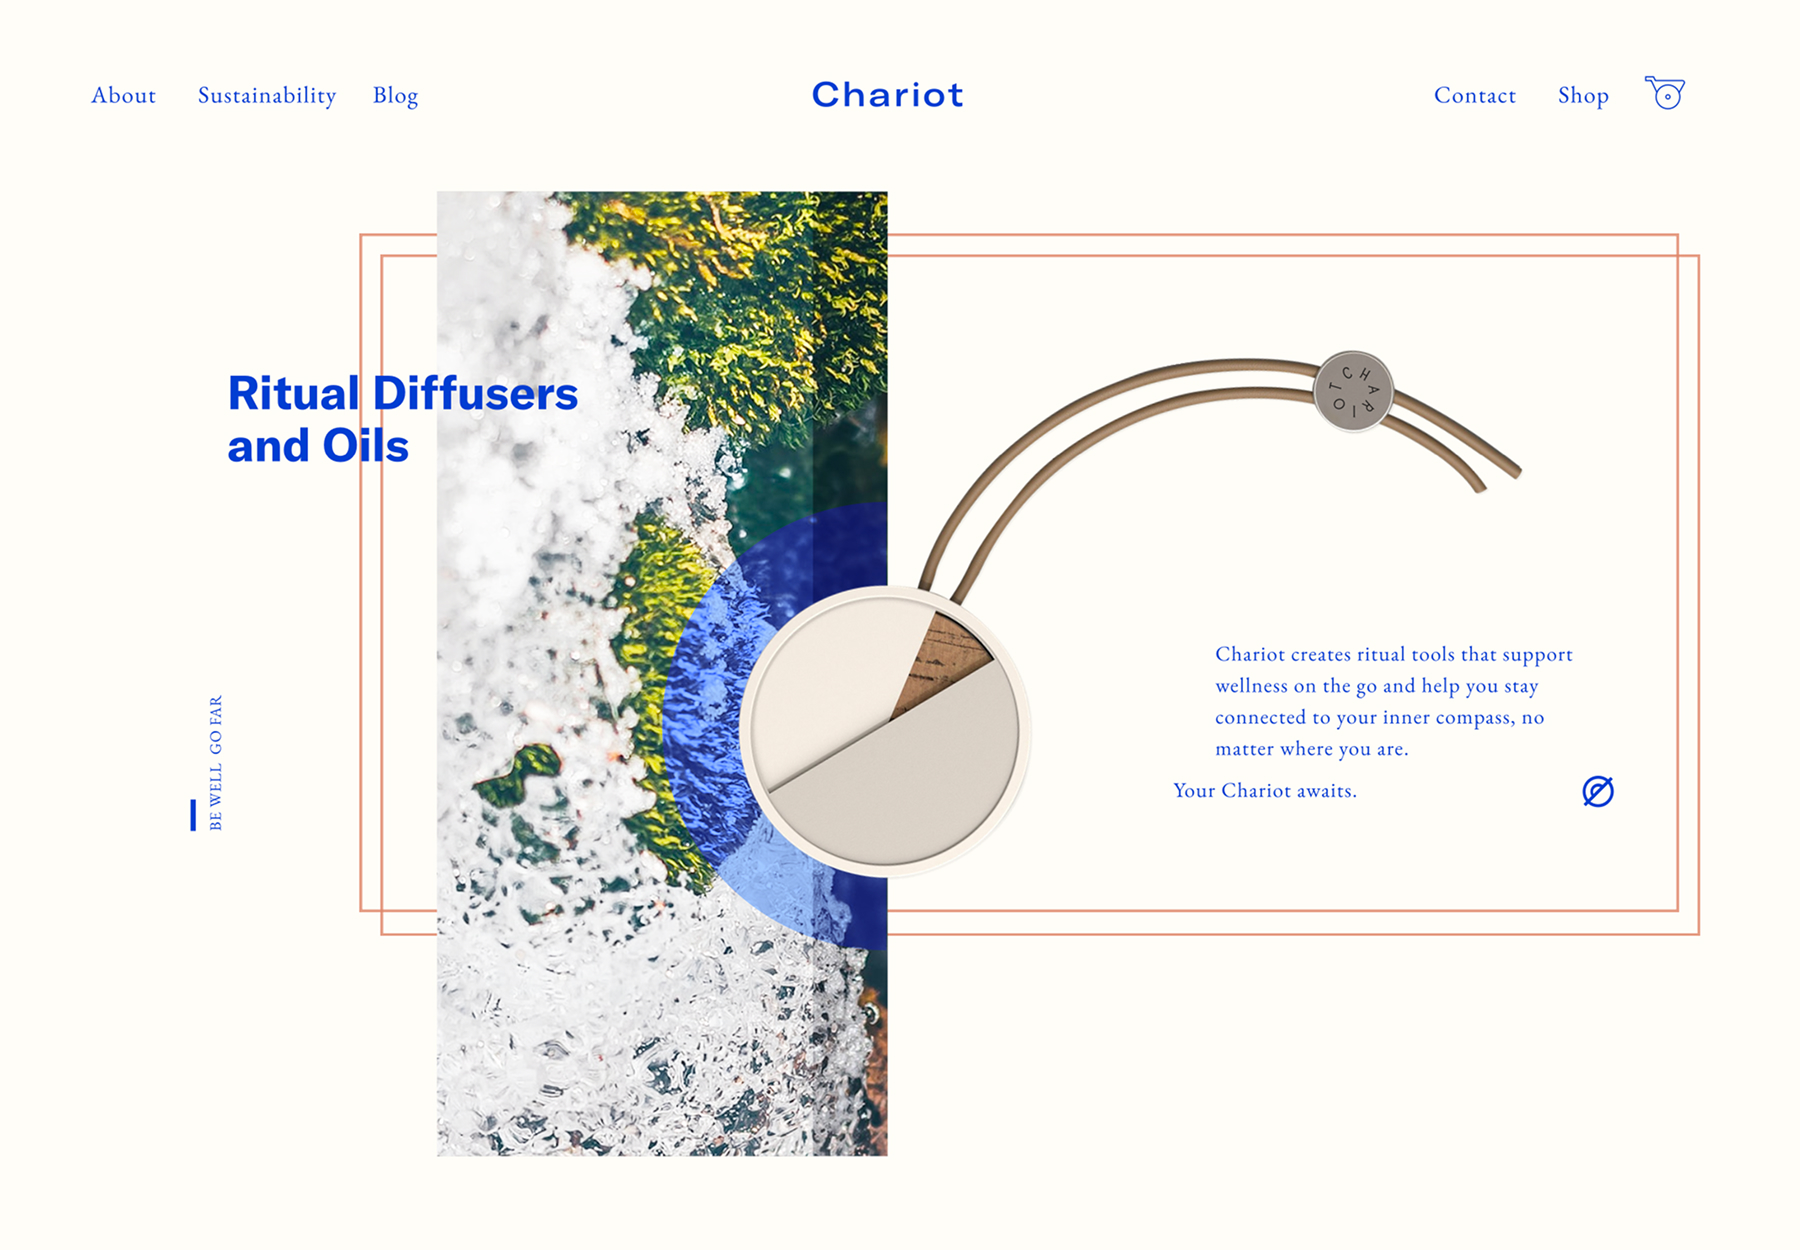 About Sustainability Blog Chariot Contact Shop
Ritual Diffusers
and Oils
CHARIOT
Chariot creates ritual tools that support
wellness on the go and help you stay
connected to your inner compass, no
matter where you are.
Your Chariot awaits.
BE WELL GO FAR